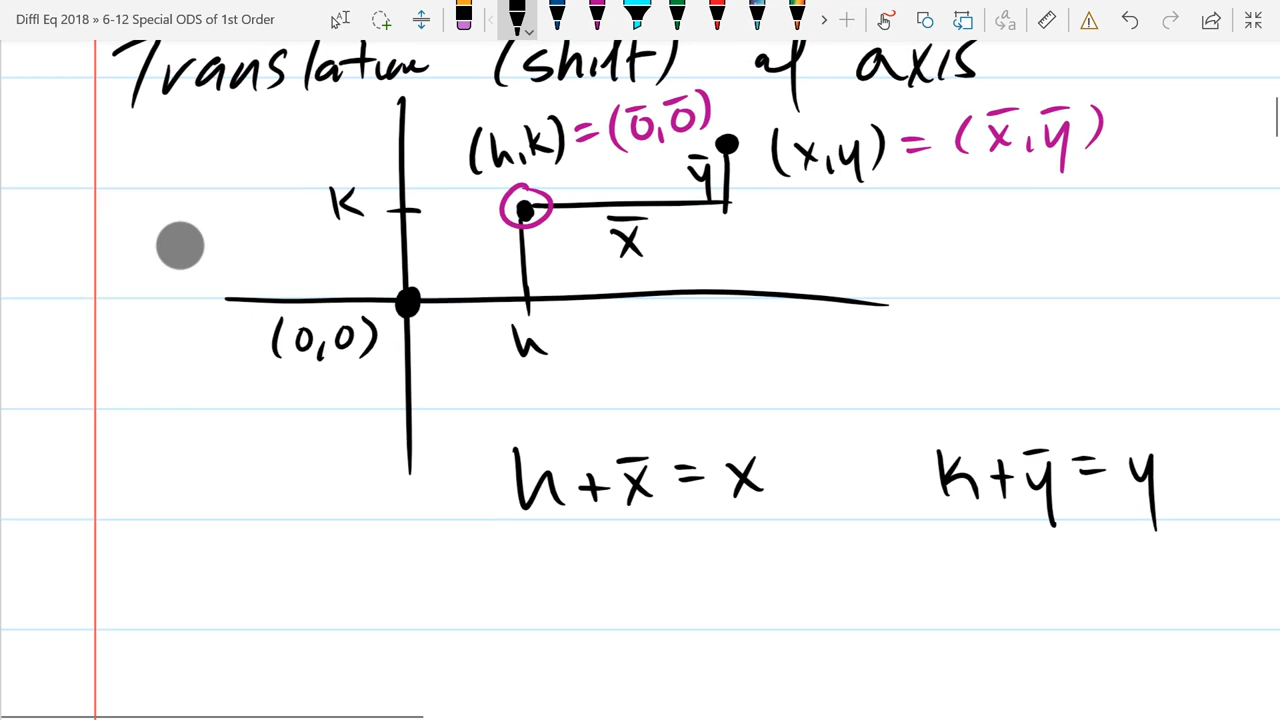 Diffl Eq 2018 » 6-12 Special ODS of 1st Order
Translation (shift) of axis
(h,k) = (0̄,0̄)
(x,y) = (x̄,ȳ)
ȳ
K
x̄
(0,0)
h
h + x̄ = x
k + ȳ = y